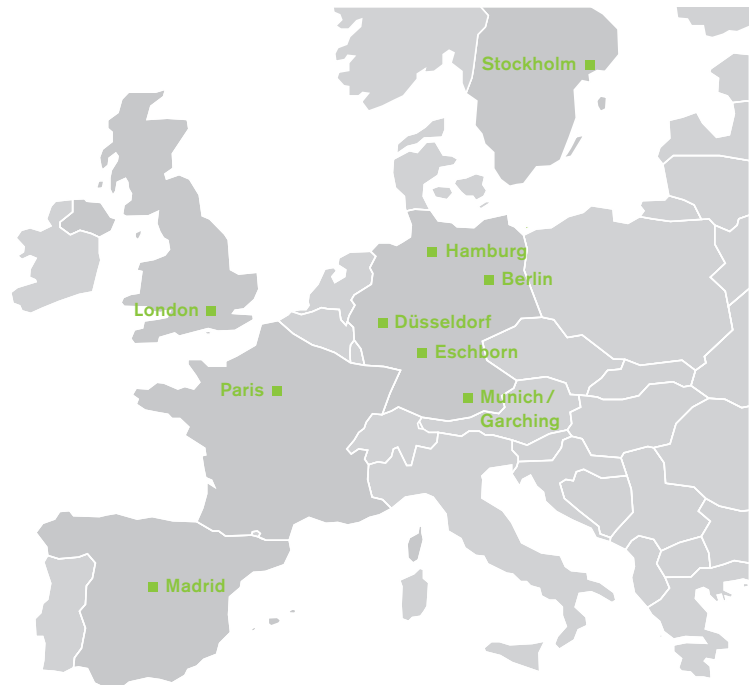 Stockholm
Hamburg
Berlin
London
Düsseldorf
Eschborn
Paris
Munich /
Garching
Madrid